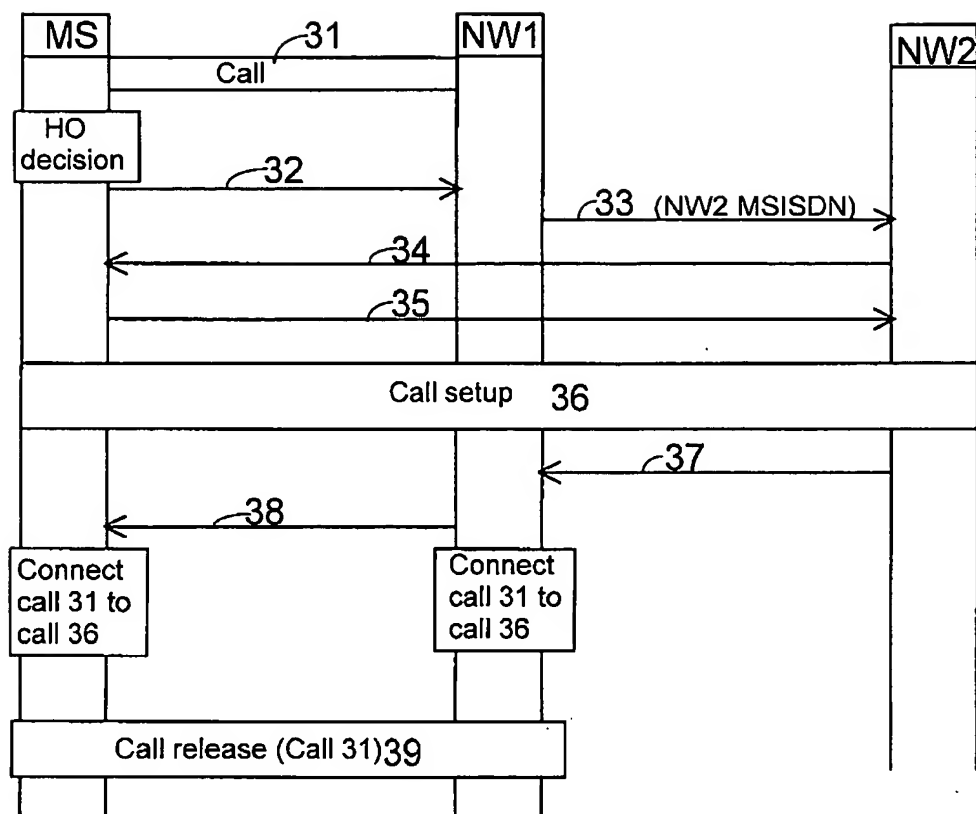 MS
31
NW1
NW2
Call
HO
decision
32
33 (NW2 MSISDN)
34
35
Call setup 36
37
38
Connect
call 31 to
call 36
Connect
call 31 to
call 36
Call release (Call 31)39